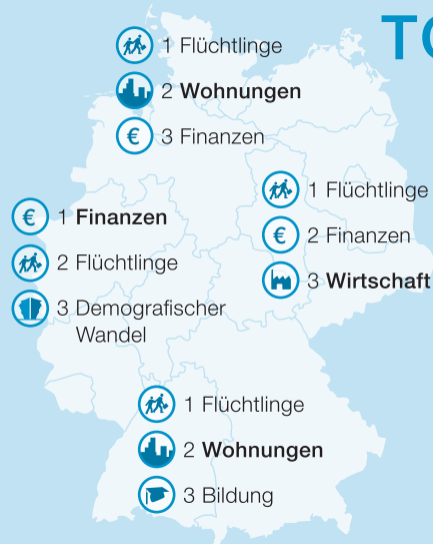 TO
1 Flüchtlinge
2 Wohnungen
3 Finanzen
1 Flüchtlinge
2 Finanzen
3 Wirtschaft
1 Finanzen
2 Flüchtlinge
3 Demografischer
Wandel
1 Flüchtlinge
2 Wohnungen
3 Bildung